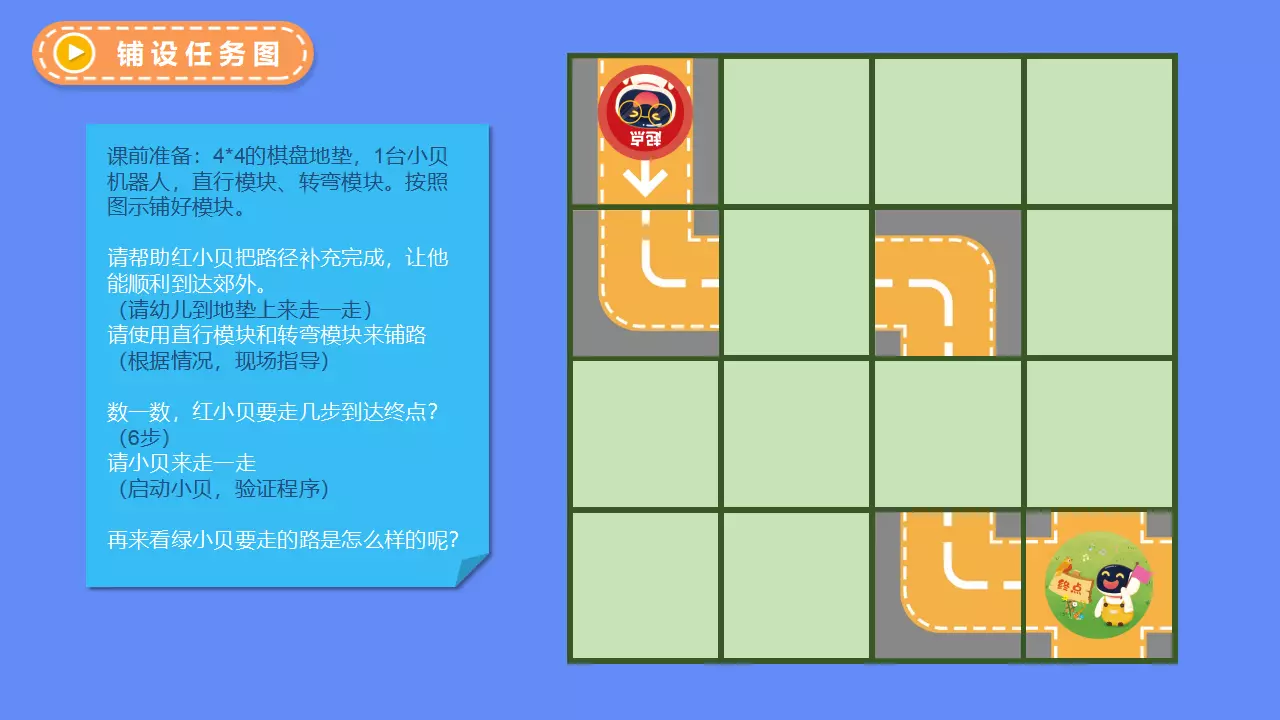 铺设任务图
课前准备：4*4的棋盘地垫，1台小贝
机器人，直行模块、转弯模块。按照
图示铺好模块。
请帮助红小贝把路径补充完成，让他
能顺利到达郊外。
（请幼儿到地垫上来走一走）
请使用直行模块和转弯模块来铺路
（根据情况，现场指导）
数一数，红小贝要走几步到达终点？
（6步）
请小贝来走一走
（启动小贝，验证程序）
再来看绿小贝要走的路是怎么样的呢？
起点
终点